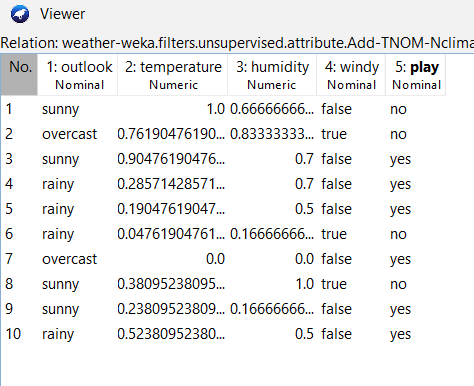 Viewer
Relation: weather-weka.filters.unsupervised.attribute.Add-TNOM-Nclima
No. 1: outlook 2: temperature 3: humidity 4: windy 5: play
Nominal Numeric Numeric Nominal Nominal
1 sunny 1.0 0.66666666... false no
2 overcast 0.76190476190... 0.83333333... true no
3 sunny 0.90476190476... 0.7 false yes
4 rainy 0.28571428571... 0.7 false yes
5 rainy 0.19047619047... 0.5 false yes
6 rainy 0.04761904761... 0.16666666... true no
7 overcast 0.0 0.0 false yes
8 sunny 0.38095238095... 1.0 true no
9 sunny 0.23809523809... 0.16666666... false yes
10 rainy 0.52380952380... 0.5 false yes